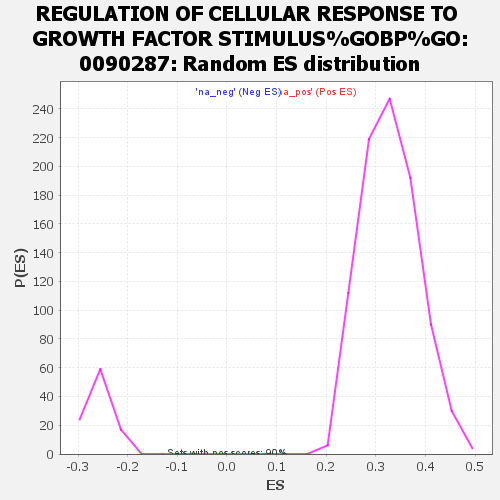 REGULATION OF CELLULAR RESPONSE TO
GROWTH FACTOR STIMULUS%GOBP%GO:
0090287: Random ES distribution
'na_neg' (Neg ES)
a_pos' (Pos ES)
240
220
200
180
160
140
120
100
80
60
40
20
0
P(ES)
Sets with pos scores: 90%
-0.3 -0.2 -0.1 0.0 0.1 0.2 0.3 0.4 0.5
ES